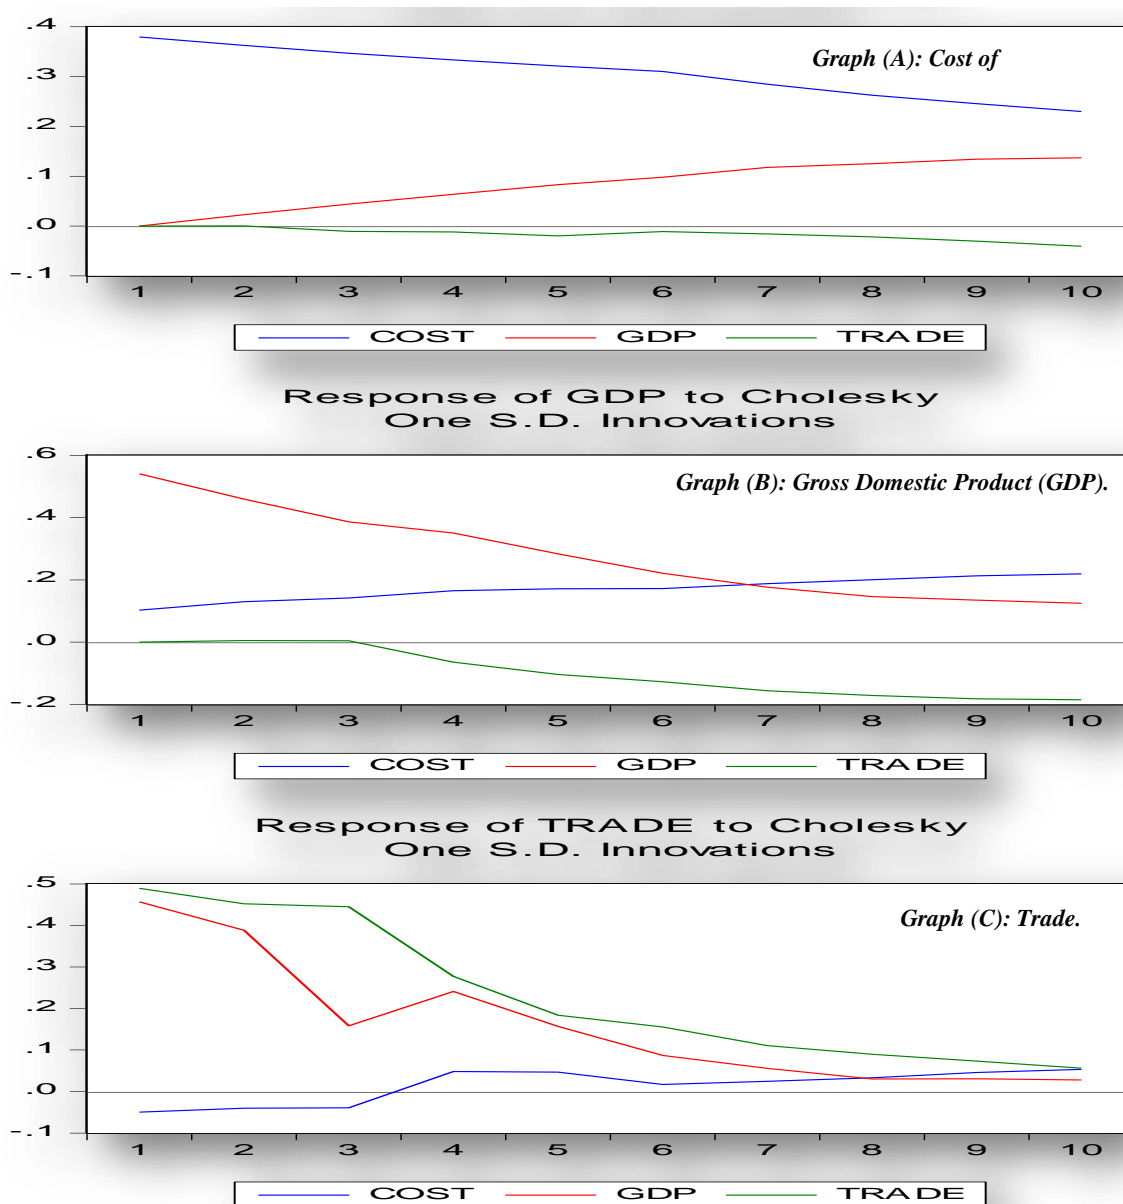 .4
Graph (A): Cost of
.3
.2
.1
.0
-.1
1 2 3 4 5 6 7 8 9 10
COST GDP TRADE
Response of GDP to Cholesky
One S.D. Innovations
.6
Graph (B): Gross Domestic Product (GDP).
.4
.2
.0
-.2
1 2 3 4 5 6 7 8 9 10
COST GDP TRADE
Response of TRADE to Cholesky
One S.D. Innovations
.5
Graph (C): Trade.
.4
.3
.2
.1
.0
-.1
1 2 3 4 5 6 7 8 9 10
COST GDP TRADE